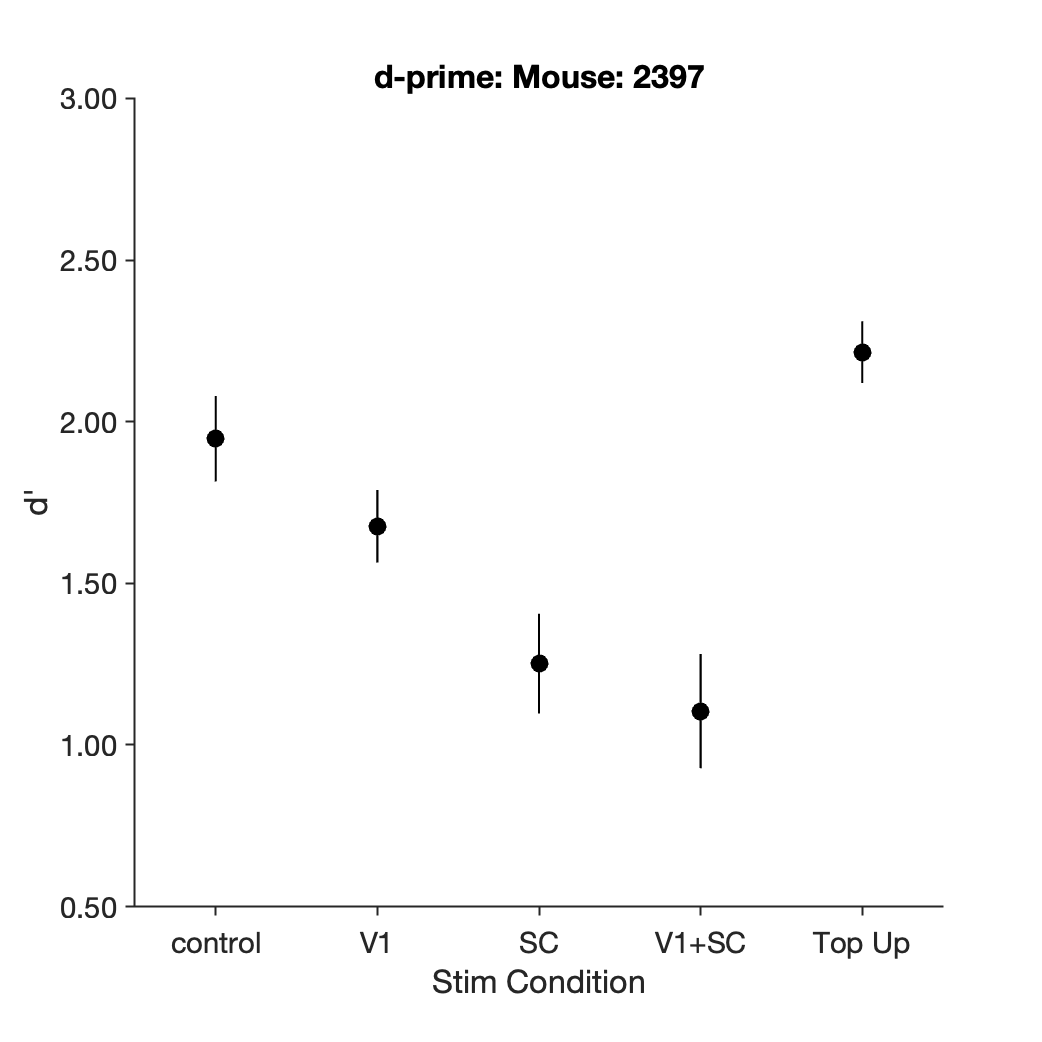 d-prime: Mouse: 2397
3.00
2.50
2.00
1.50
1.00
0.50
d'
control V1 SC V1+SC Top Up
Stim Condition